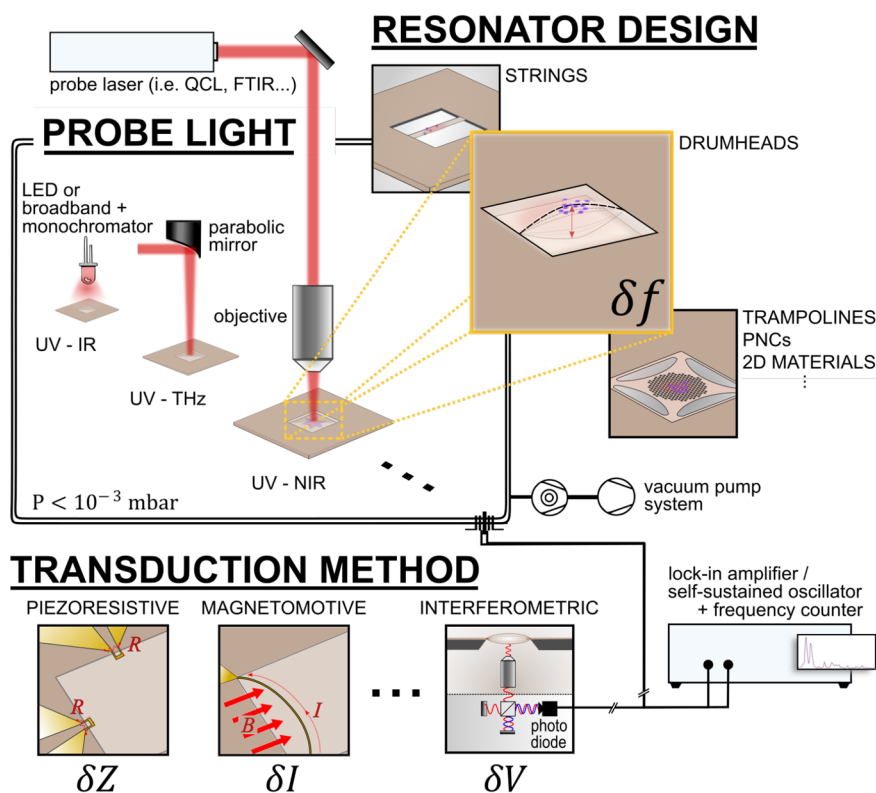 RESONATOR DESIGN
probe laser (i.e. QCL, FTIR...)
STRINGS
PROBE LIGHT
DRUMHEADS
LED or
broadband +
monochromator
parabolic
mirror
objective
δf
UV - IR
UV - THz
UV - NIR
TRAMPOLINES
PNCs
2D MATERIALS
⋮
P < 10⁻³ mbar
vacuum pump
system
TRANSDUCTION METHOD
PIEZORESISTIVE
MAGNETOMOTIVE
INTERFEROMETRIC
lock-in amplifier /
self-sustained oscillator
+ frequency counter
R
R
B
I
...
photo
diode
δZ
δI
δV